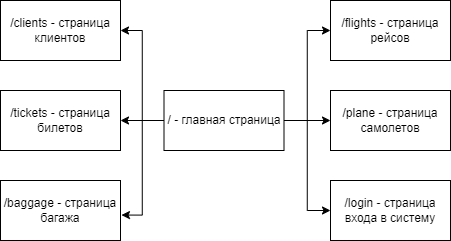 /clients - страница
клиентов
/flights - страница
рейсов
/tickets - страница
билетов
/ - главная страница
/plane - страница
самолетов
/baggage - страница
багажа
/login - страница
входа в систему